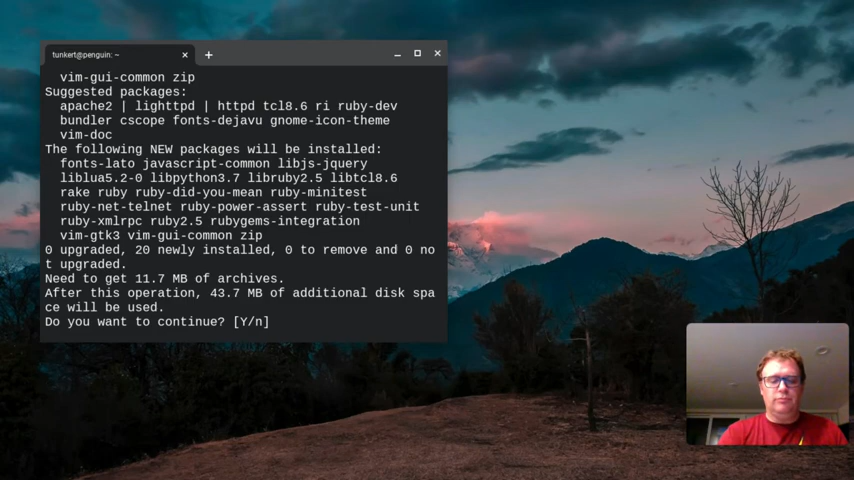 tunkert@penguin: ~
vim-gui-common zip
Suggested packages:
apache2 | lighttpd | httpd tcl8.6 ri ruby-dev
bundler cscope fonts-dejavu gnome-icon-theme
vim-doc
The following NEW packages will be installed:
fonts-lato javascript-common libjs-jquery
liblua5.2-0 libpython3.7 libruby2.5 libtcl8.6
rake ruby ruby-did-you-mean ruby-minitest
ruby-net-telnet ruby-power-assert ruby-test-unit
ruby-xmlrpc ruby2.5 rubygems-integration
vim-gtk3 vim-gui-common zip
0 upgraded, 20 newly installed, 0 to remove and 0 no
t upgraded.
Need to get 11.7 MB of archives.
After this operation, 43.7 MB of additional disk spa
ce will be used.
Do you want to continue? [Y/n]